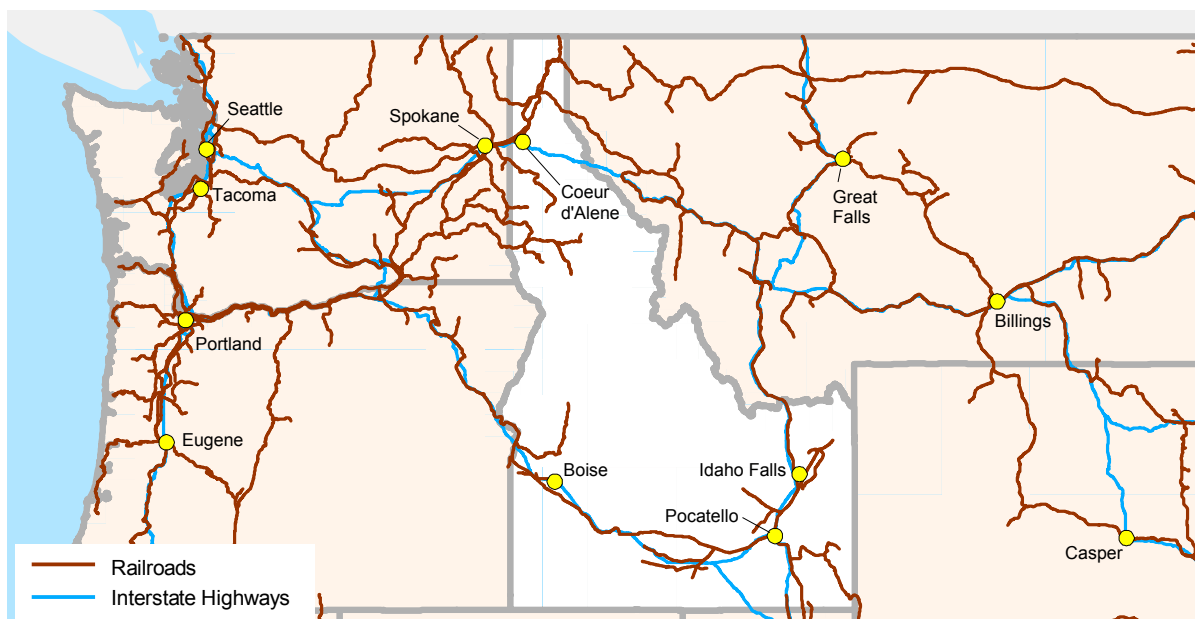 Seattle
Spokane
Tacoma
Coeur
d'Alene
Great
Falls
Portland
Billings
Eugene
Boise
Idaho Falls
Pocatello
Casper
Railroads
Interstate Highways